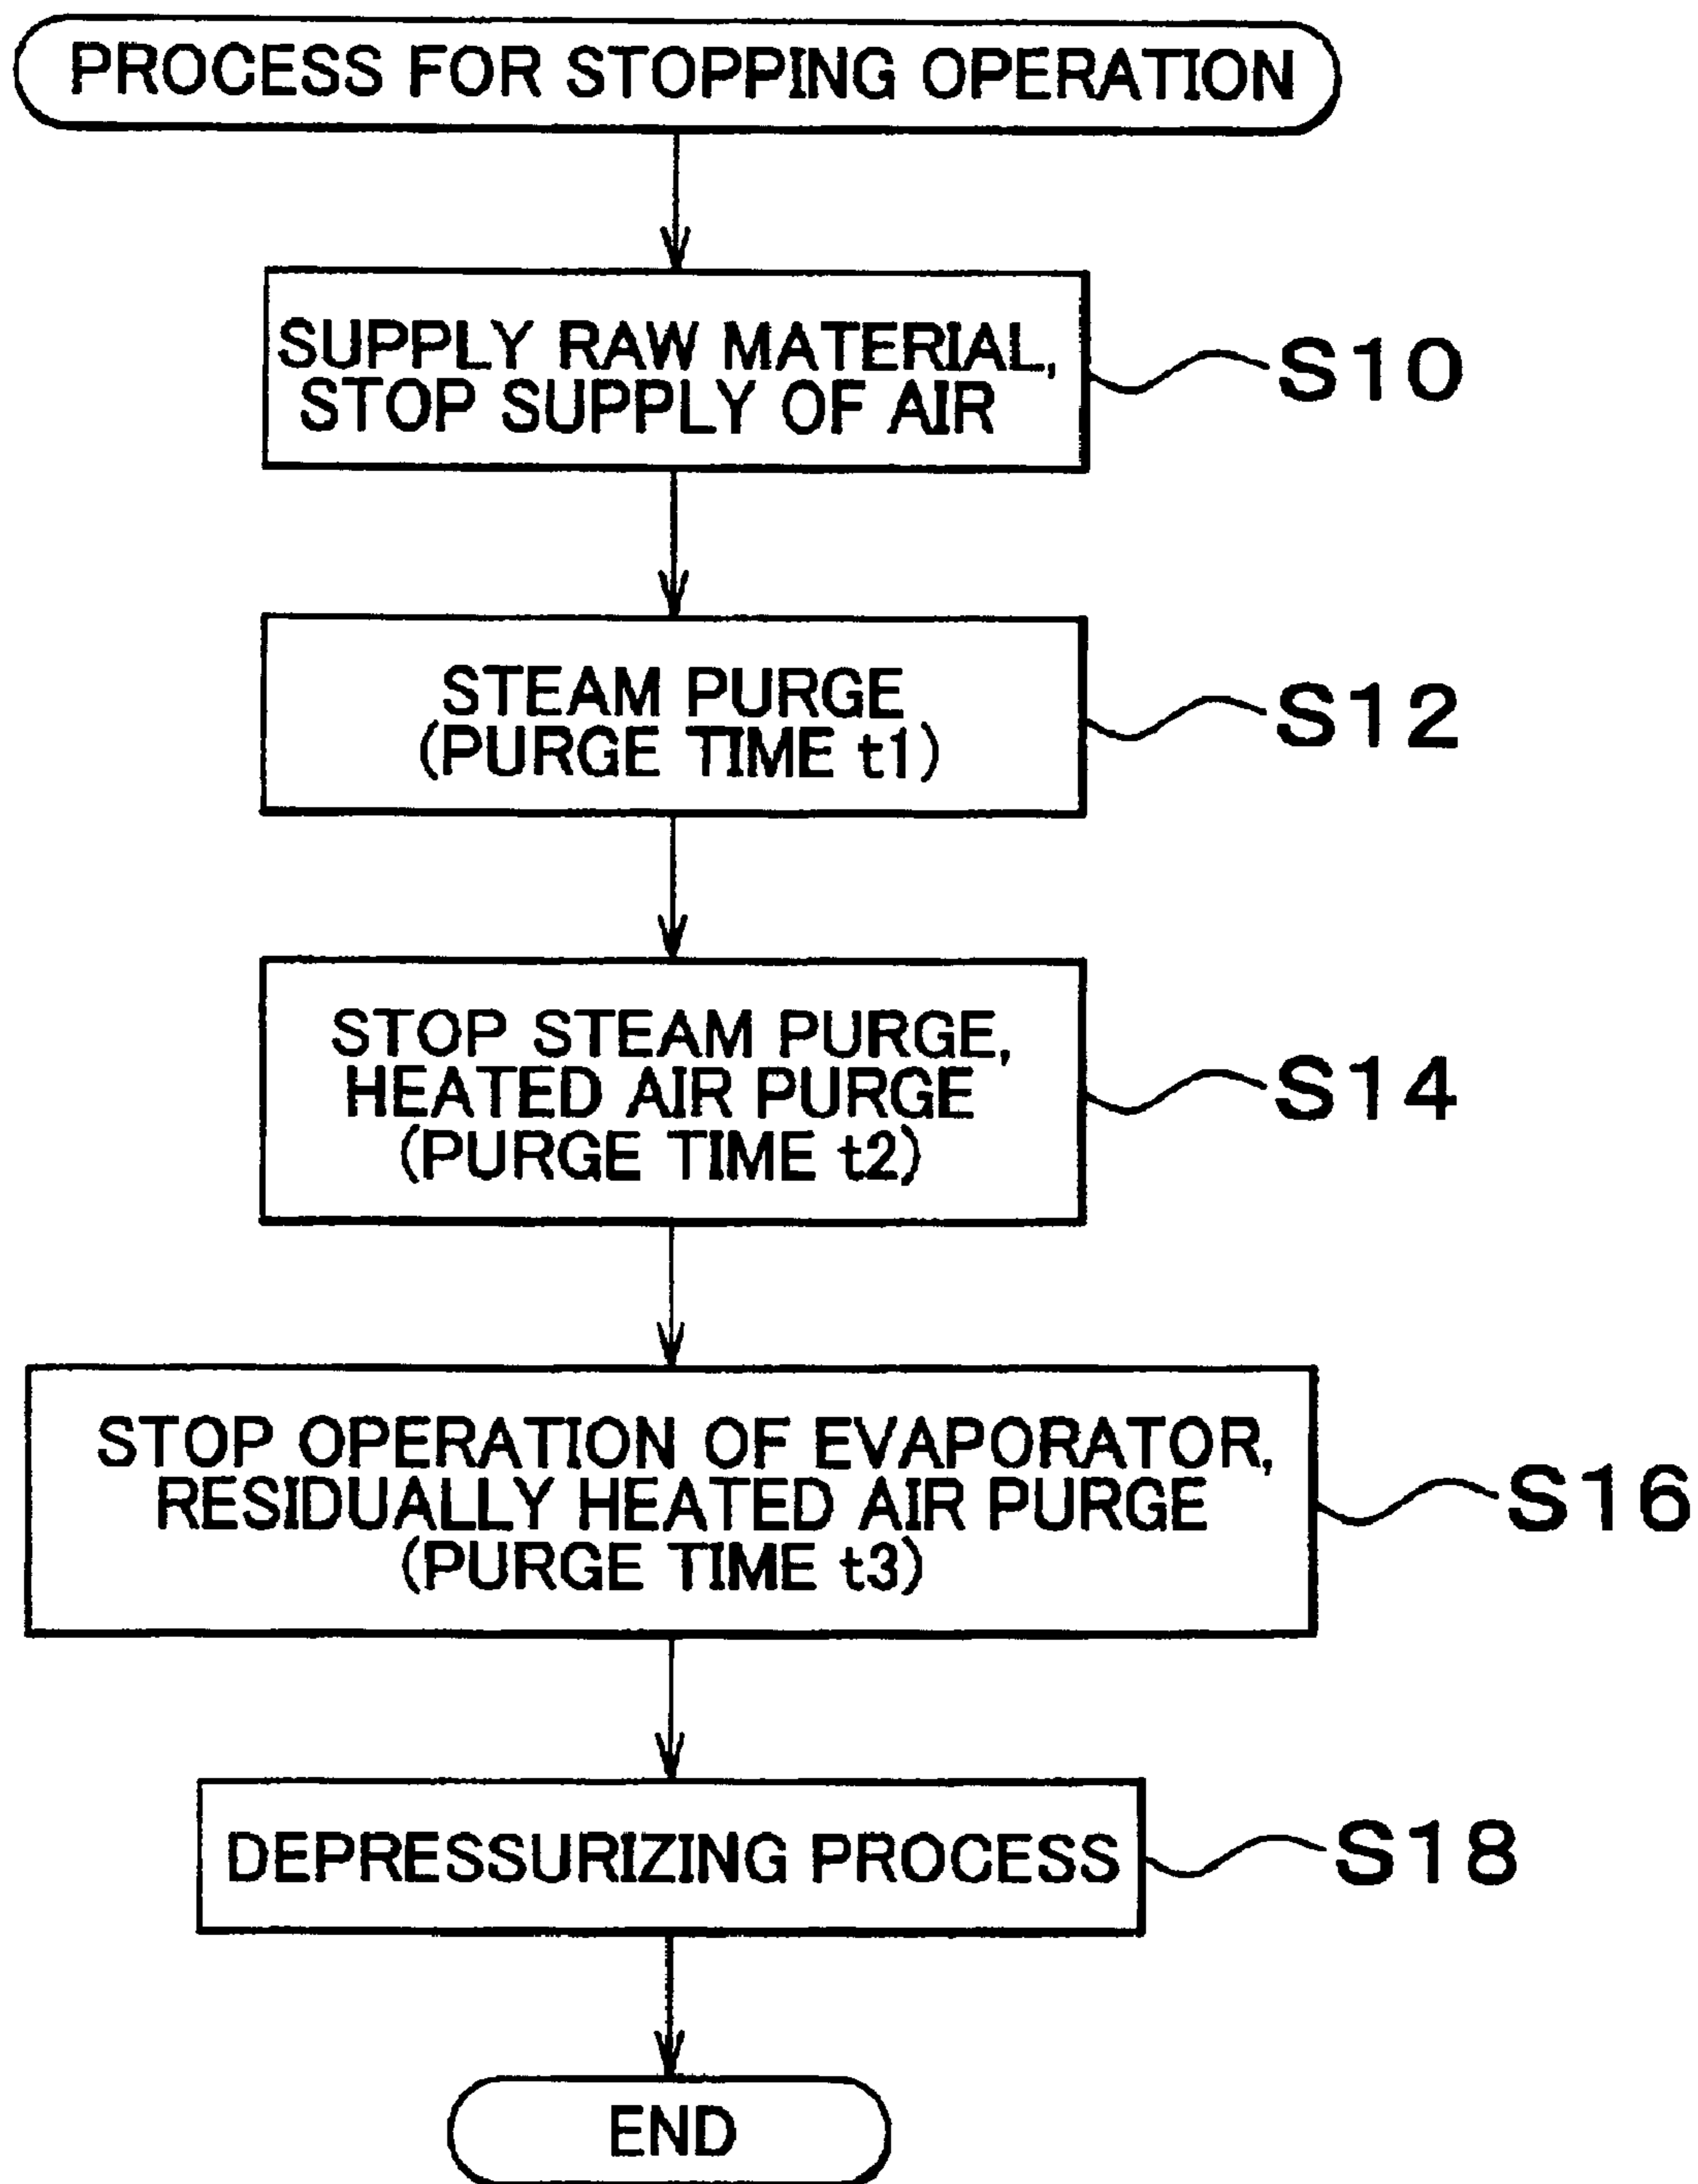 PROCESS FOR STOPPING OPERATION
SUPPLY RAW MATERIAL,
STOP SUPPLY OF AIR
S10
STEAM PURGE
(PURGE TIME t1)
S12
STOP STEAM PURGE,
HEATED AIR PURGE
(PURGE TIME t2)
S14
STOP OPERATION OF EVAPORATOR,
RESIDUALLY HEATED AIR PURGE
(PURGE TIME t3)
S16
DEPRESSURIZING PROCESS
S18
END